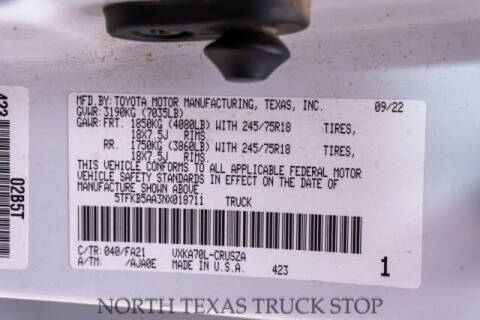 MFD.BY: TOYOTA MOTOR MANUFACTURING, TEXAS, INC. 09/22
GVWR: 3190KG (7035LB)
GAWR: FRT. 1850KG (4080LB) WITH 245/75R18 TIRES,
18X7.5J RIMS.
RR. 1750KG (3860LB) WITH 245/75R18 TIRES,
18X7.5J RIMS.
THIS VEHICLE CONFORMS TO ALL APPLICABLE FEDERAL MOTOR
VEHICLE SAFETY STANDARDS IN EFFECT ON THE DATE OF
MANUFACTURE SHOWN ABOVE.
5TFKB5AA3NX018711 TRUCK
C/TR: 040/FA21 VXKA70L-CRUSZA
A/TM: /AJA0E MADE IN U.S.A. 423 1
02B5T
423
NORTH TEXAS TRUCK STOP